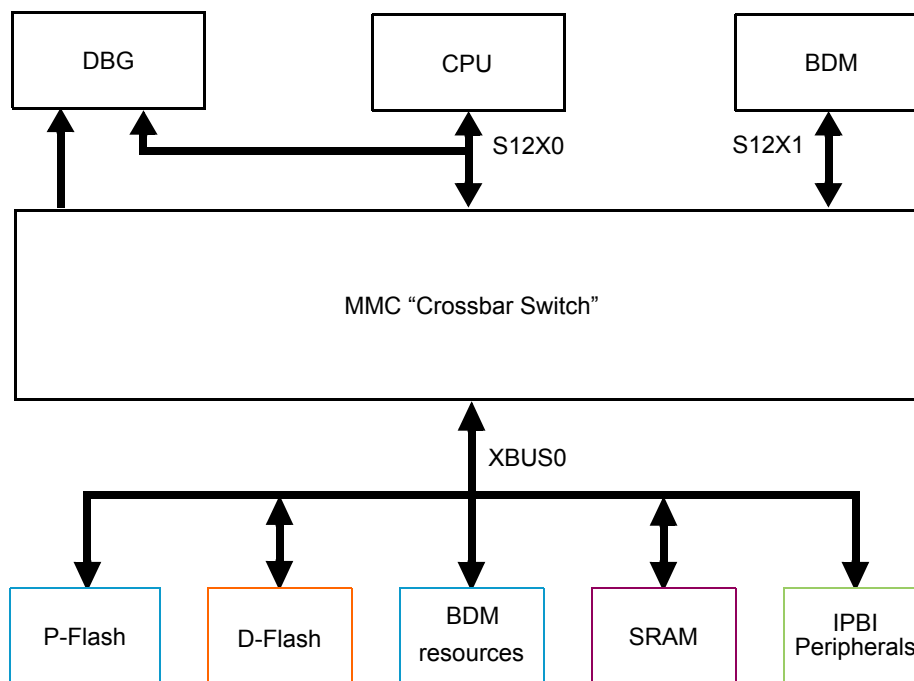 DBG
CPU
BDM
S12X0
S12X1
MMC “Crossbar Switch”
XBUS0
P-Flash
D-Flash
BDM
resources
SRAM
IPBI
Peripherals